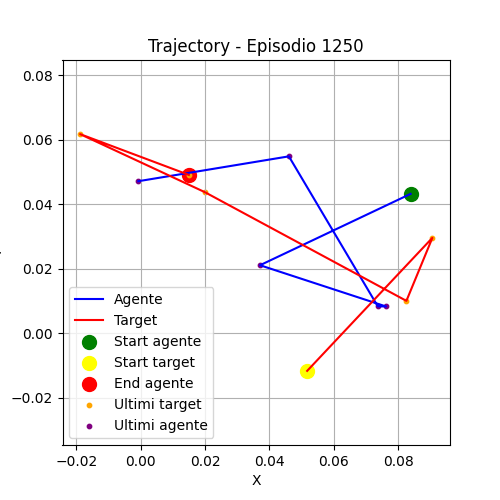 Trajectory - Episodio 1250
0.08
0.06
0.04
0.02
0.00
−0.02
Agente
Target
Start agente
Start target
End agente
Ultimi target
Ultimi agente
−0.02
0.00
0.02
0.04
0.06
0.08
X